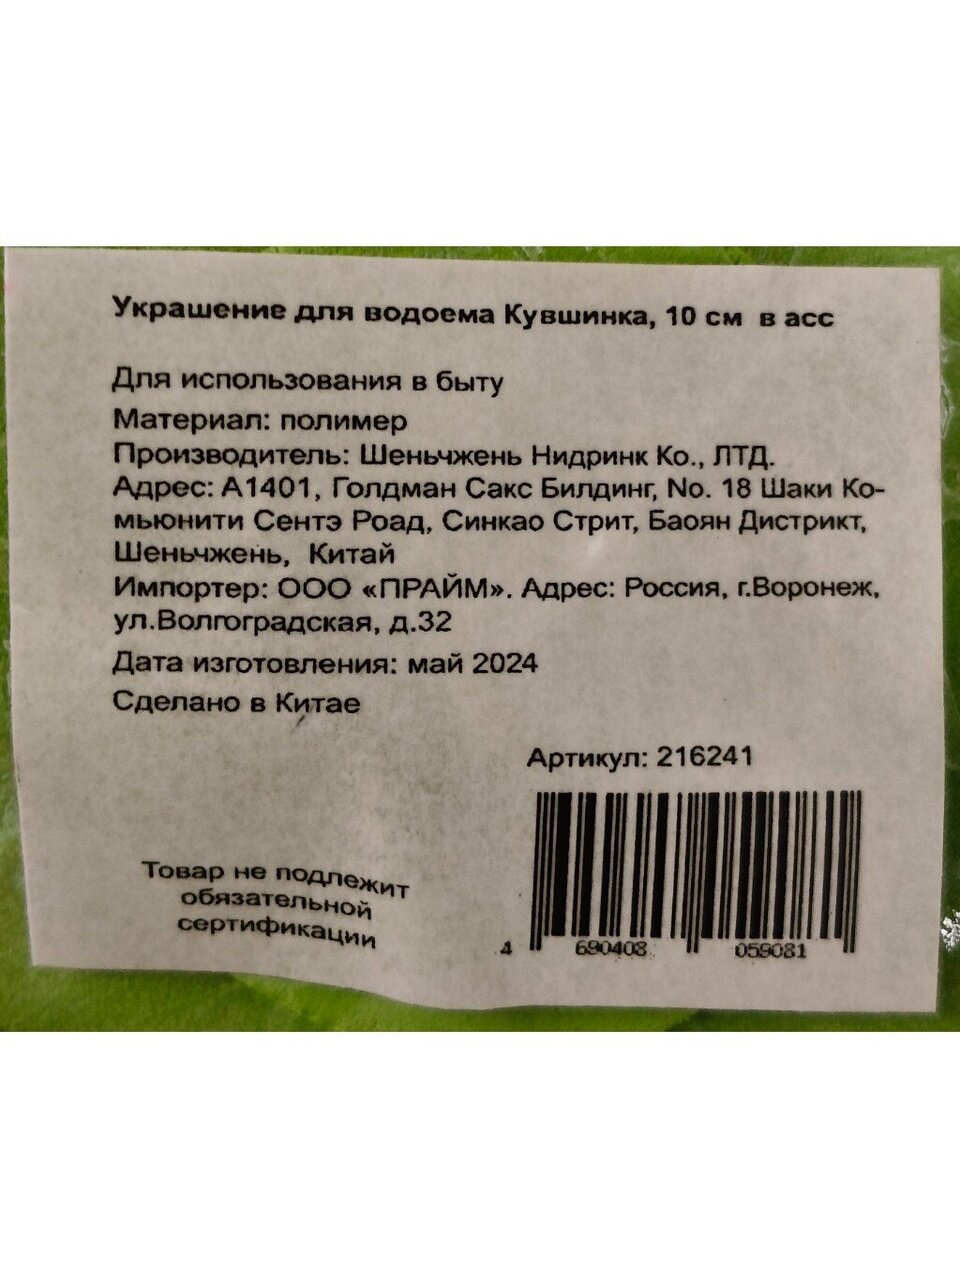 Украшение для водоема Кувшинка, 10 см в асс
Для использования в быту
Материал: полимер
Производитель: Шеньчжень Нидринк Ко., ЛТД.
Адрес: А1401, Голдман Сакс Билдинг, No. 18 Шаки Ко-
мьюнити Сентэ Роад, Синкао Стрит, Баоян Дистрикт,
Шеньчжень, Китай
Импортер: ООО «ПРАЙМ». Адрес: Россия, г.Воронеж,
ул.Волгоградская, д.32
Дата изготовления: май 2024
Сделано в Китае
Артикул: 216241
Товар не подлежит
обязательной
сертификации
4 690408 059081